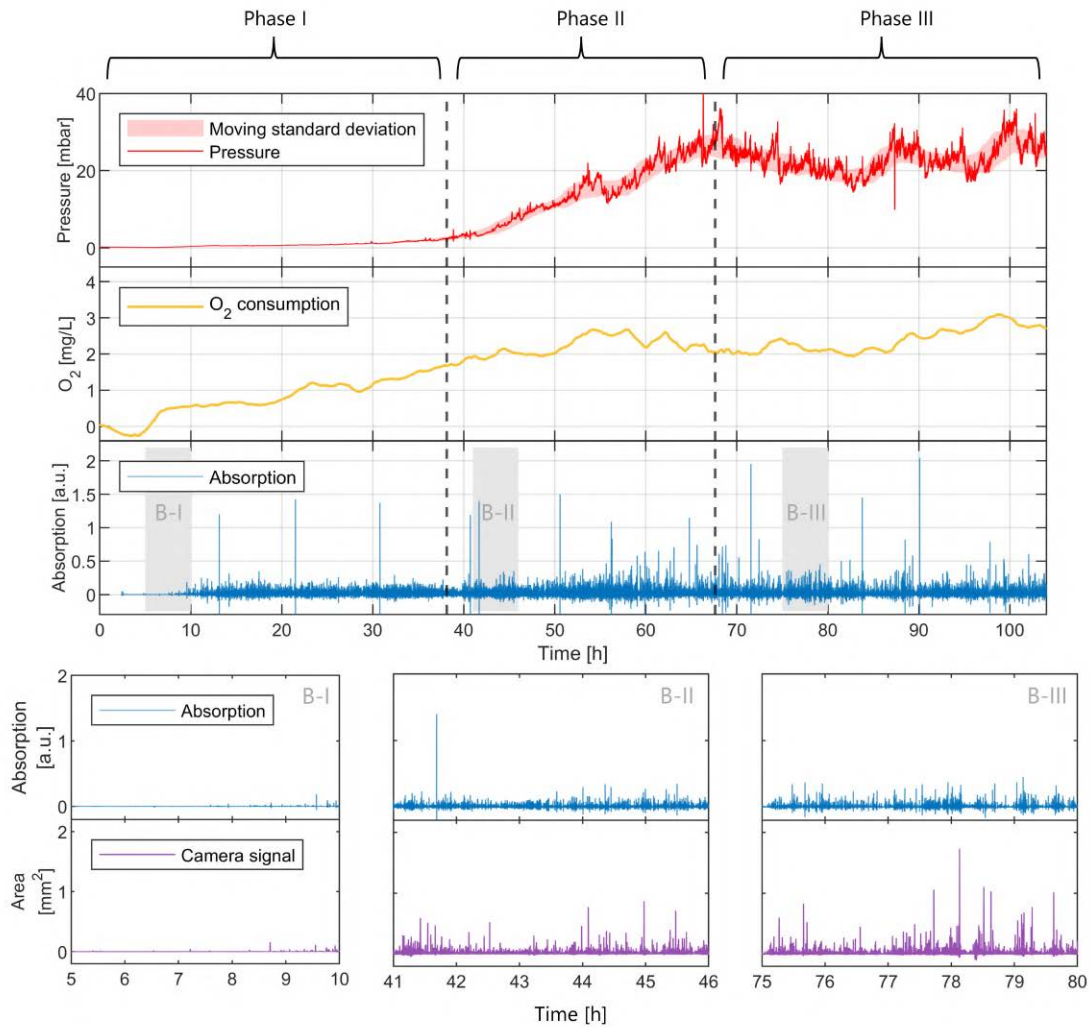 Phase I
Phase II
Phase III
Pressure [mbar]
40
20
0
Moving standard deviation
Pressure
O2 [mg/L]
4
3
2
1
0
O2 consumption
Absorption [a.u.]
2
1.5
1
0.5
0
Absorption
B-I
B-II
B-III
0 10 20 30 40 50 60 70 80 90 100
Time [h]
Absorption
[a.u.]
2
1
0
Absorption
B-I
B-II
B-III
Area
[mm2]
2
1
0
Camera signal
5 6 7 8 9 10
41 42 43 44 45 46
75 76 77 78 79 80
Time [h]